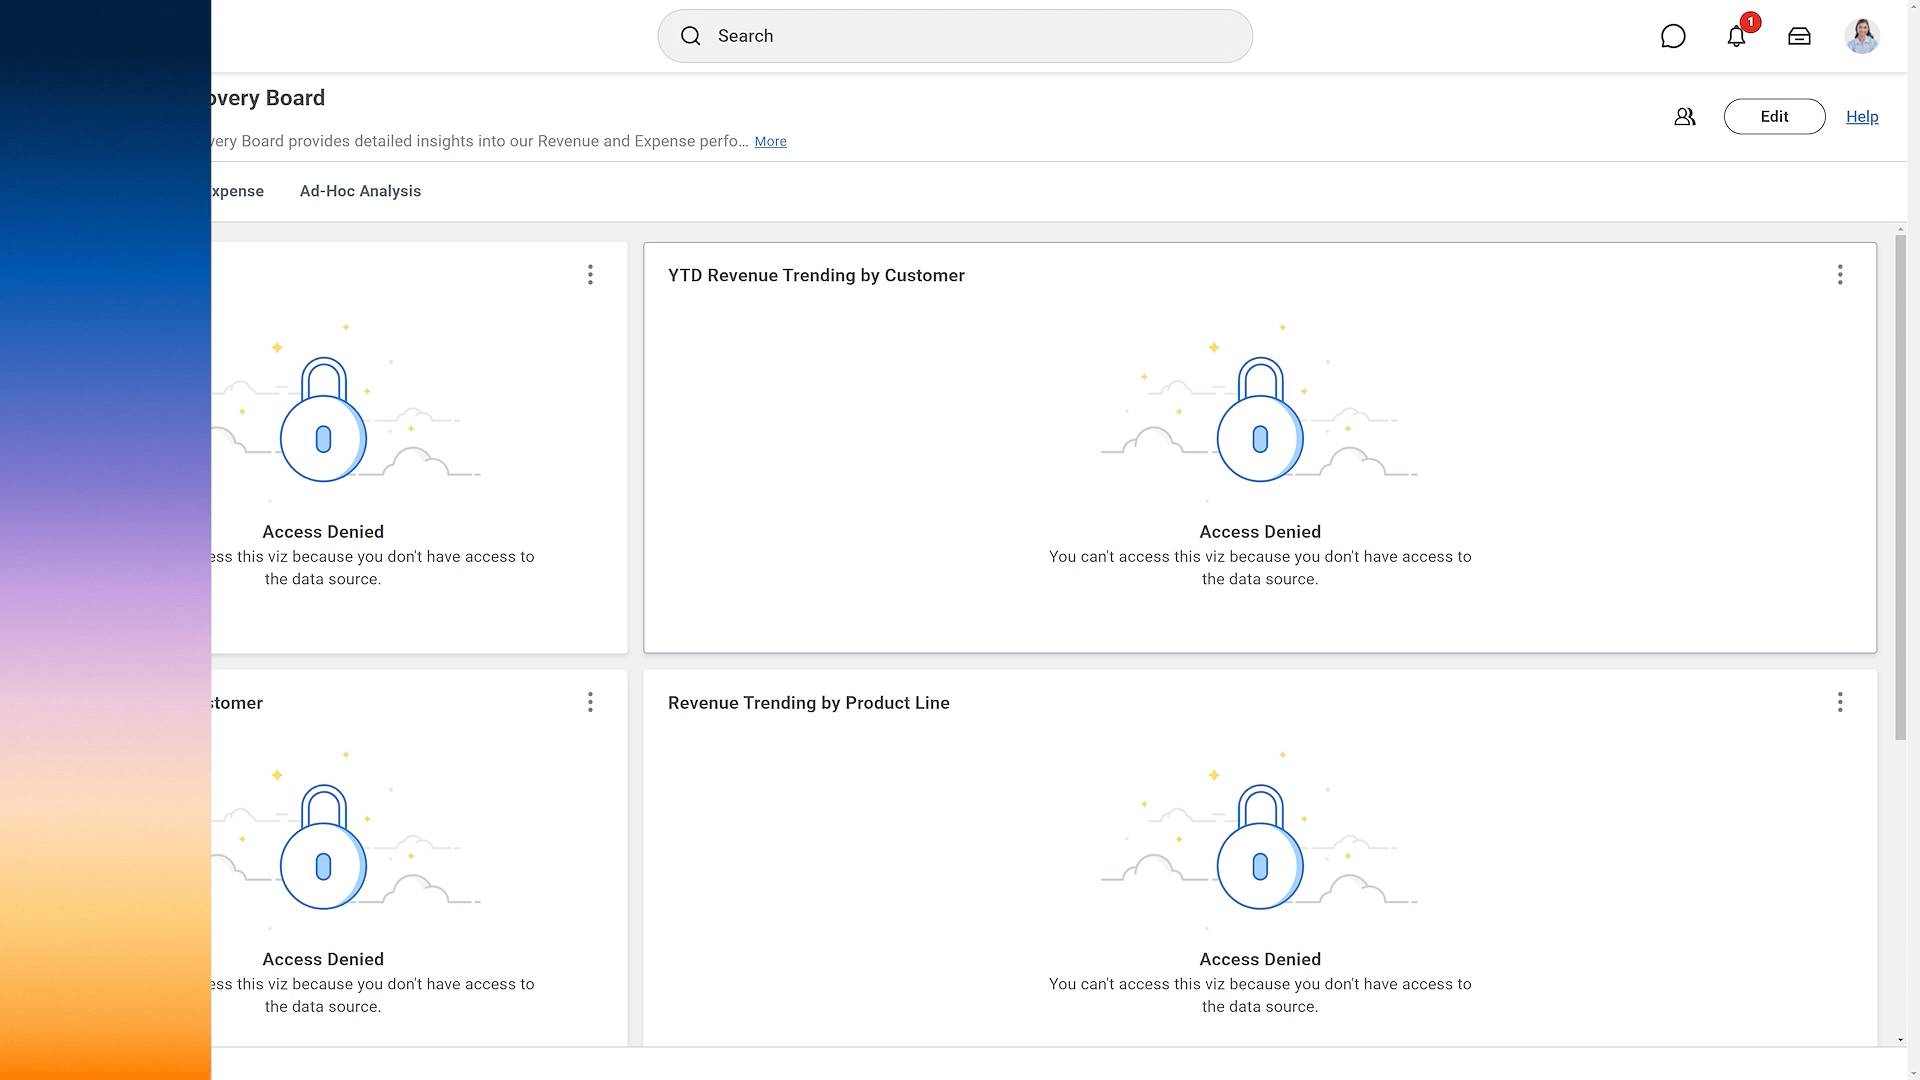 Search
1
overy Board
very Board provides detailed insights into our Revenue and Expense perfo... More
Edit
Help
xpense
Ad-Hoc Analysis
YTD Revenue Trending by Customer
Access Denied
ess this viz because you don't have access to
the data source.
Access Denied
You can't access this viz because you don't have access to
the data source.
stomer
Revenue Trending by Product Line
Access Denied
ess this viz because you don't have access to
the data source.
Access Denied
You can't access this viz because you don't have access to
the data source.